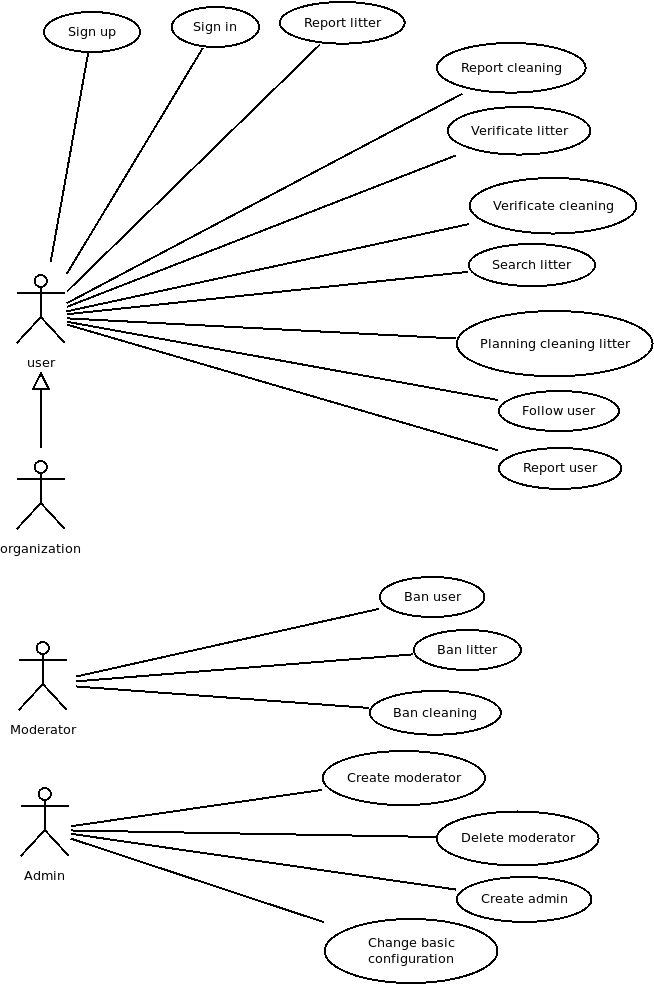 Sign up
Sign in
Report litter
Report cleaning
Verificate litter
Verificate cleaning
Search litter
Planning cleaning litter
user
Follow user
Report user
organization
Ban user
Ban litter
Moderator
Ban cleaning
Create moderator
Delete moderator
Admin
Create admin
Change basic
configuration